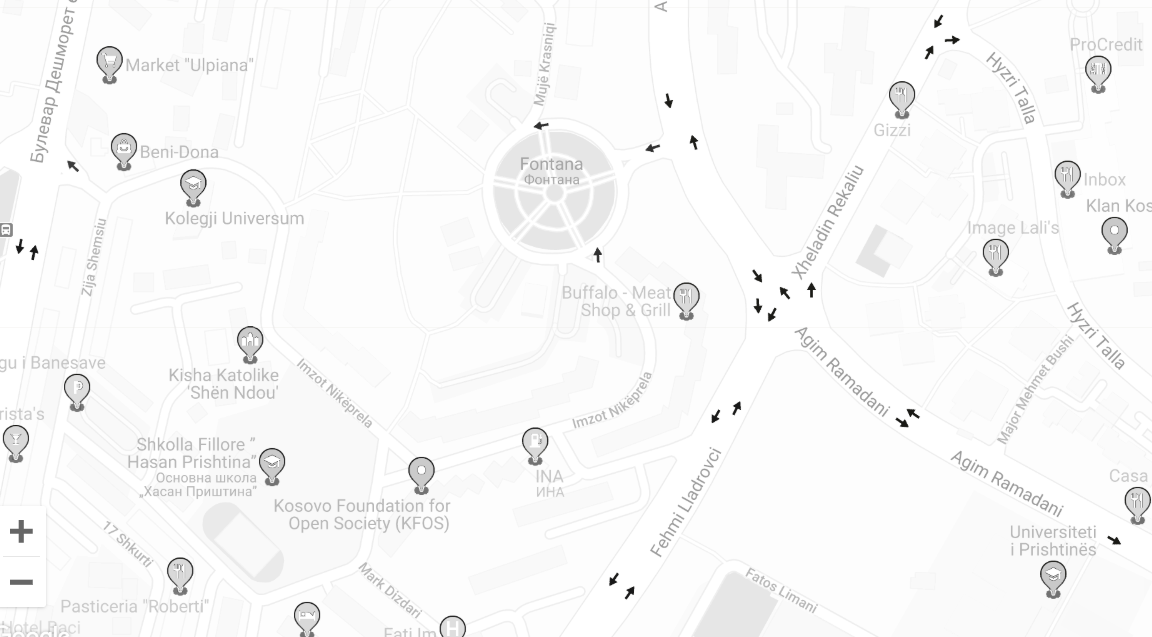 Булевар Дешморет
Market "Ulpiana"
Mujë Krasniqi
A
Hyzri Talla
ProCredit
Gizzi
Beni-Dona
Fontana
Фонтана
Kolegji Universum
Inbox
Klan Kos
Xheladin Rekaliu
Image Lali's
Zija Shemsiu
Buffalo - Meat
Shop & Grill
Hyzri Talla
gu i Banesave
Kisha Katolike
'Shën Ndou'
Imzot Nikëprela
Agim Ramadani
Major Mehmet Bushi
rista's
Imzot Nikëprela
Shkolla Fillore "
Hasan Prishtina"
Основна школа
„Хасан Приштина“
INA
ИНА
Kosovo Foundation for
Open Society (KFOS)
Fehmi Lladrovci
Agim Ramadani
Casa
Universiteti
i Prishtinës
+
−
17 Shkurti
Mark Dizdari
Fatos Limani
Pasticeria "Roberti"
Hotel Paci
Fati Im
H